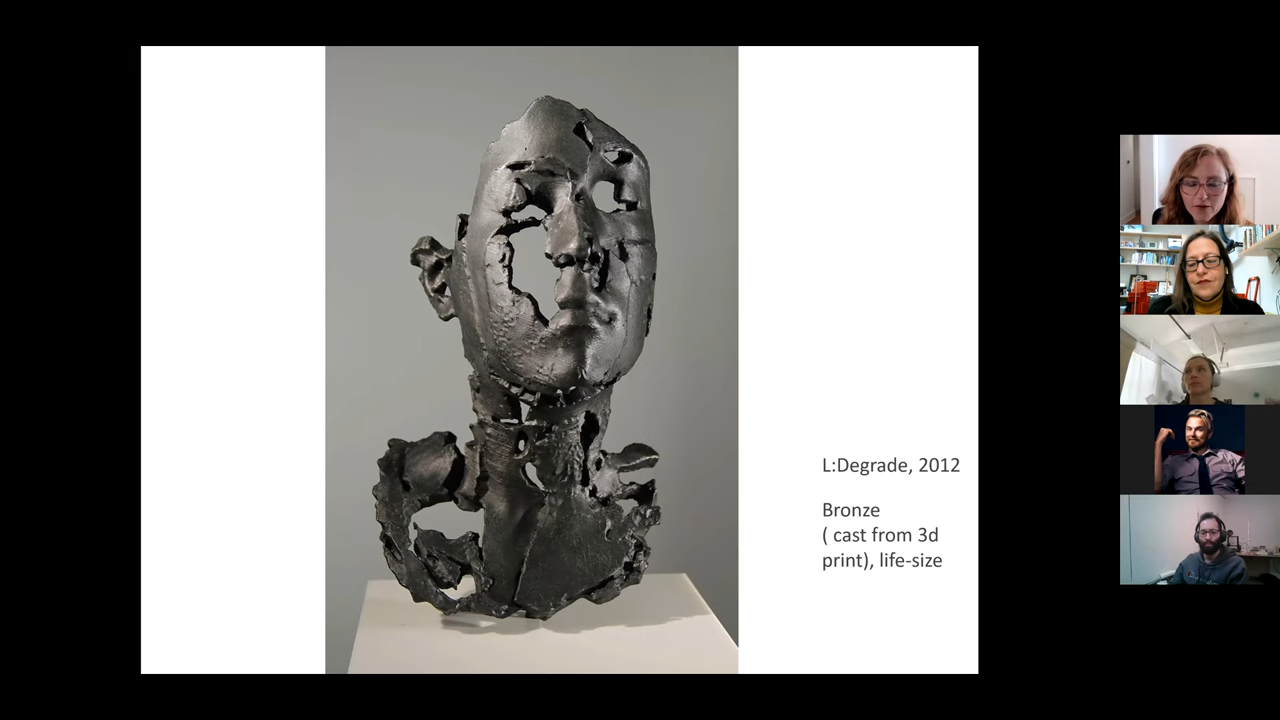 L:Degrade, 2012
Bronze
( cast from 3d
print), life-size